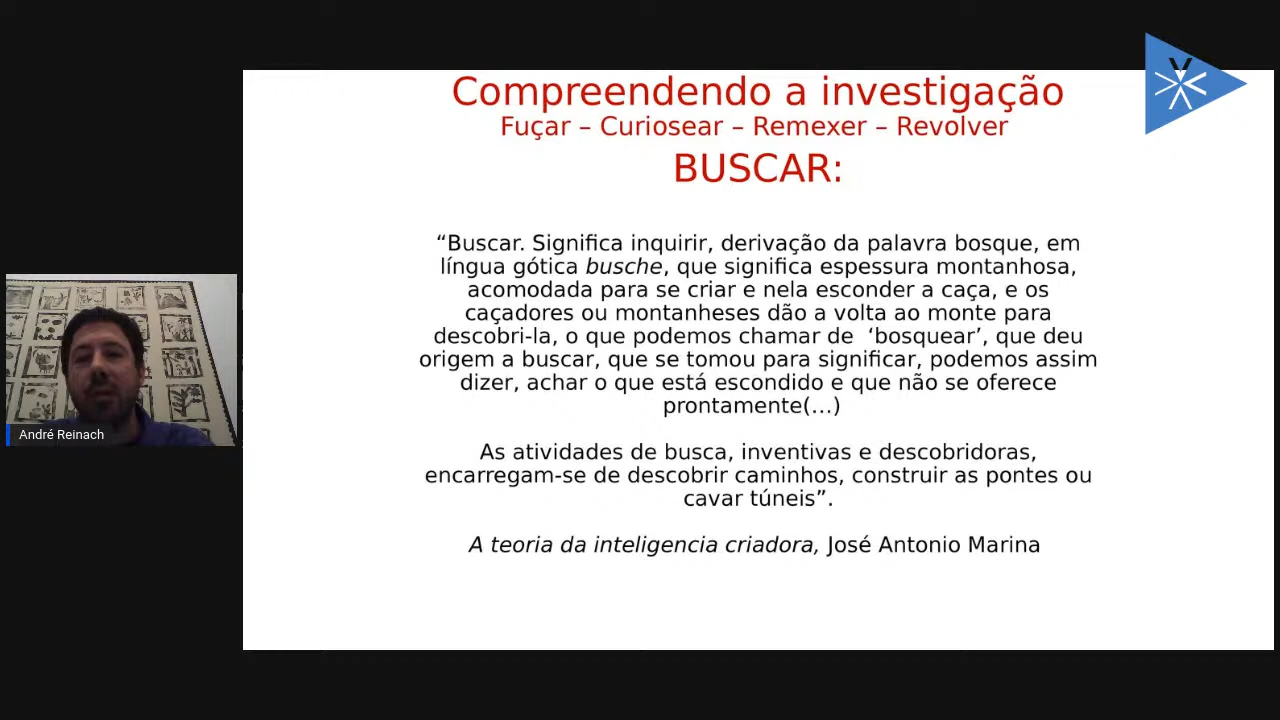 Compreendendo a investigação
Fuçar – Curiosear – Remexer – Revolver
BUSCAR:
“Buscar. Significa inquirir, derivação da palavra bosque, em
língua gótica busche, que significa espessura montanhosa,
acomodada para se criar e nela esconder a caça, e os
caçadores ou montanheses dão a volta ao monte para
descobri-la, o que podemos chamar de ‘bosquear’, que deu
origem a buscar, que se tomou para significar, podemos assim
dizer, achar o que está escondido e que não se oferece
prontamente(...)
As atividades de busca, inventivas e descobridoras,
encarregam-se de descobrir caminhos, construir as pontes ou
cavar túneis”.
A teoria da inteligencia criadora, José Antonio Marina
André Reinach